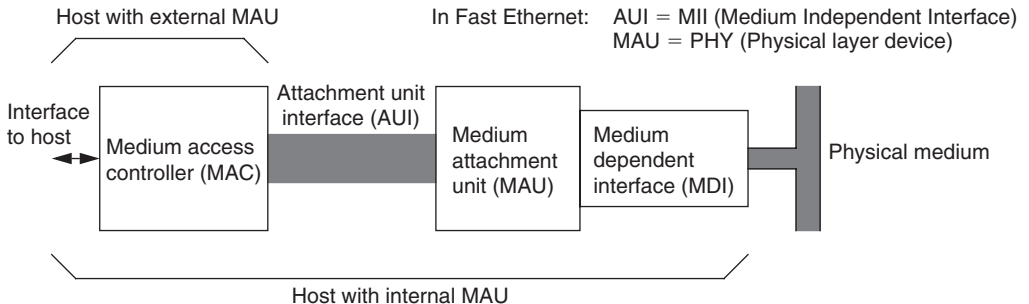 Host with external MAU
In Fast Ethernet: AUI = MII (Medium Independent Interface)
MAU = PHY (Physical layer device)
Interface
to host
Medium access
controller (MAC)
Attachment unit
interface (AUI)
Medium
attachment
unit (MAU)
Medium
dependent
interface (MDI)
Physical medium
Host with internal MAU